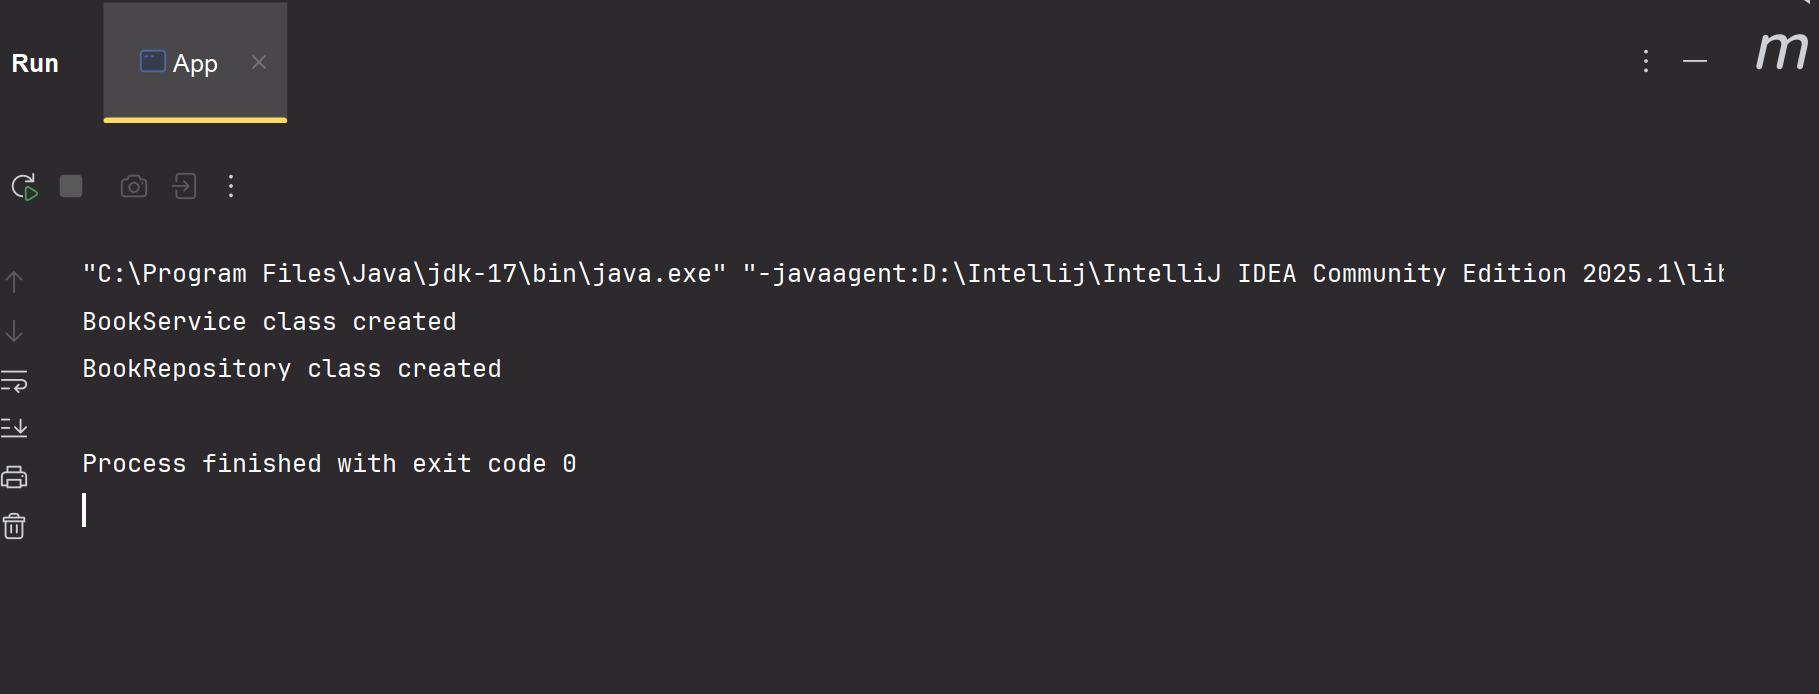 Run
App
m
"C:\Program Files\Java\jdk-17\bin\java.exe" "-javaagent:D:\Intellij\IntelliJ IDEA Community Edition 2025.1\lib
BookService class created
BookRepository class created
Process finished with exit code 0